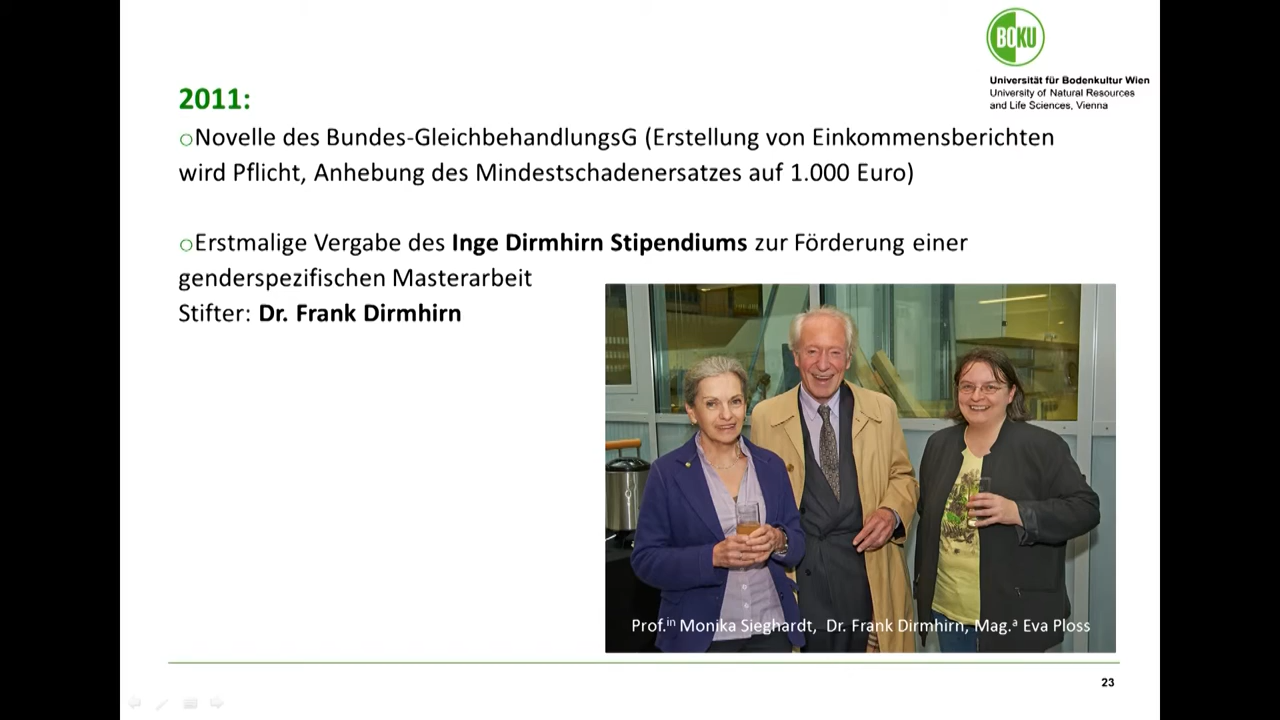 BOKU
Universität für Bodenkultur Wien
University of Natural Resources
and Life Sciences, Vienna
2011:
○Novelle des Bundes-GleichbehandlungsG (Erstellung von Einkommensberichten
wird Pflicht, Anhebung des Mindestschadenersatzes auf 1.000 Euro)
○Erstmalige Vergabe des Inge Dirmhirn Stipendiums zur Förderung einer
genderspezifischen Masterarbeit
Stifter: Dr. Frank Dirmhirn
Prof.ⁱⁿ Monika Sieghardt, Dr. Frank Dirmhirn, Mag.ᵃ Eva Ploss
23